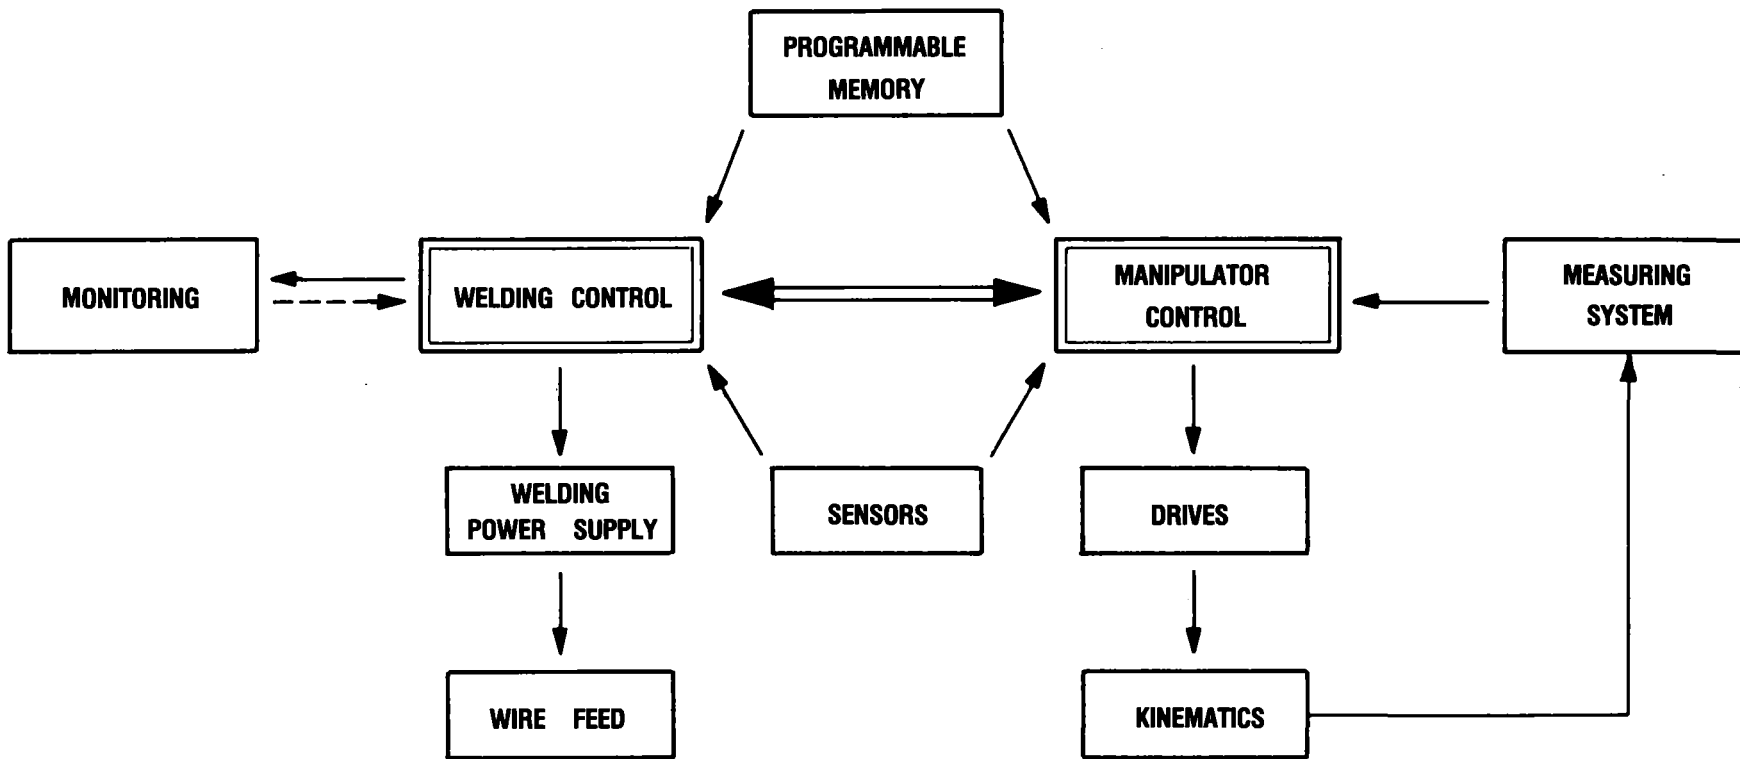 PROGRAMMABLE
MEMORY
MONITORING
WELDING CONTROL
MANIPULATOR
CONTROL
MEASURING
SYSTEM
WELDING
POWER SUPPLY
SENSORS
DRIVES
WIRE FEED
KINEMATICS